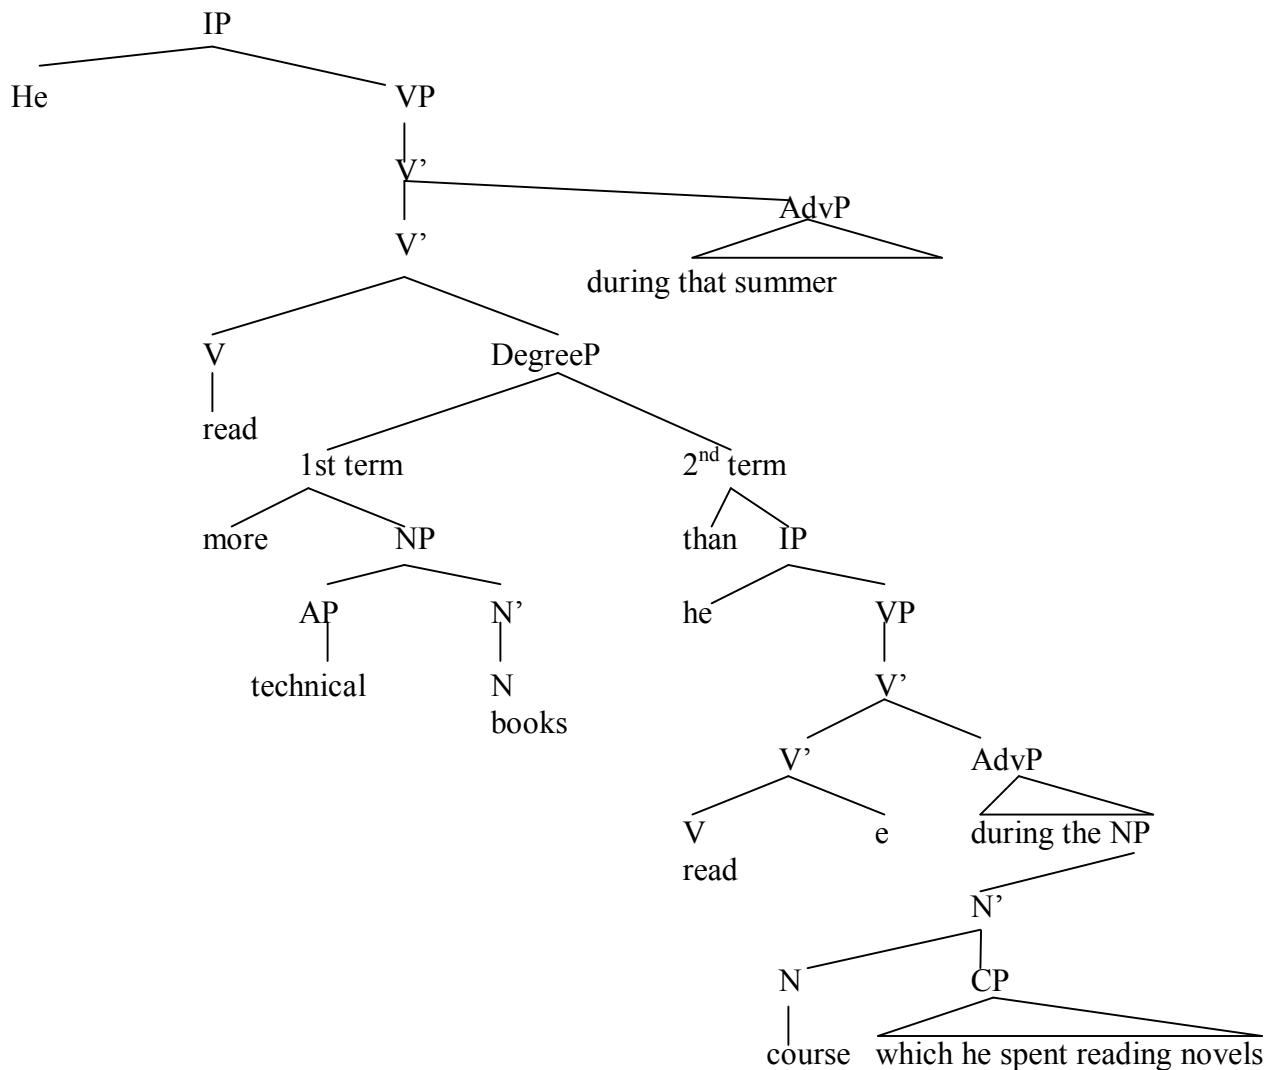 IP
He VP
V’
AdvP
V’
during that summer
V DegreeP
read
1st term 2nd term
more NP than IP
AP N’ he VP
technical N V’
books
V’ AdvP
V e during the NP
read
N’
N CP
course which he spent reading novels